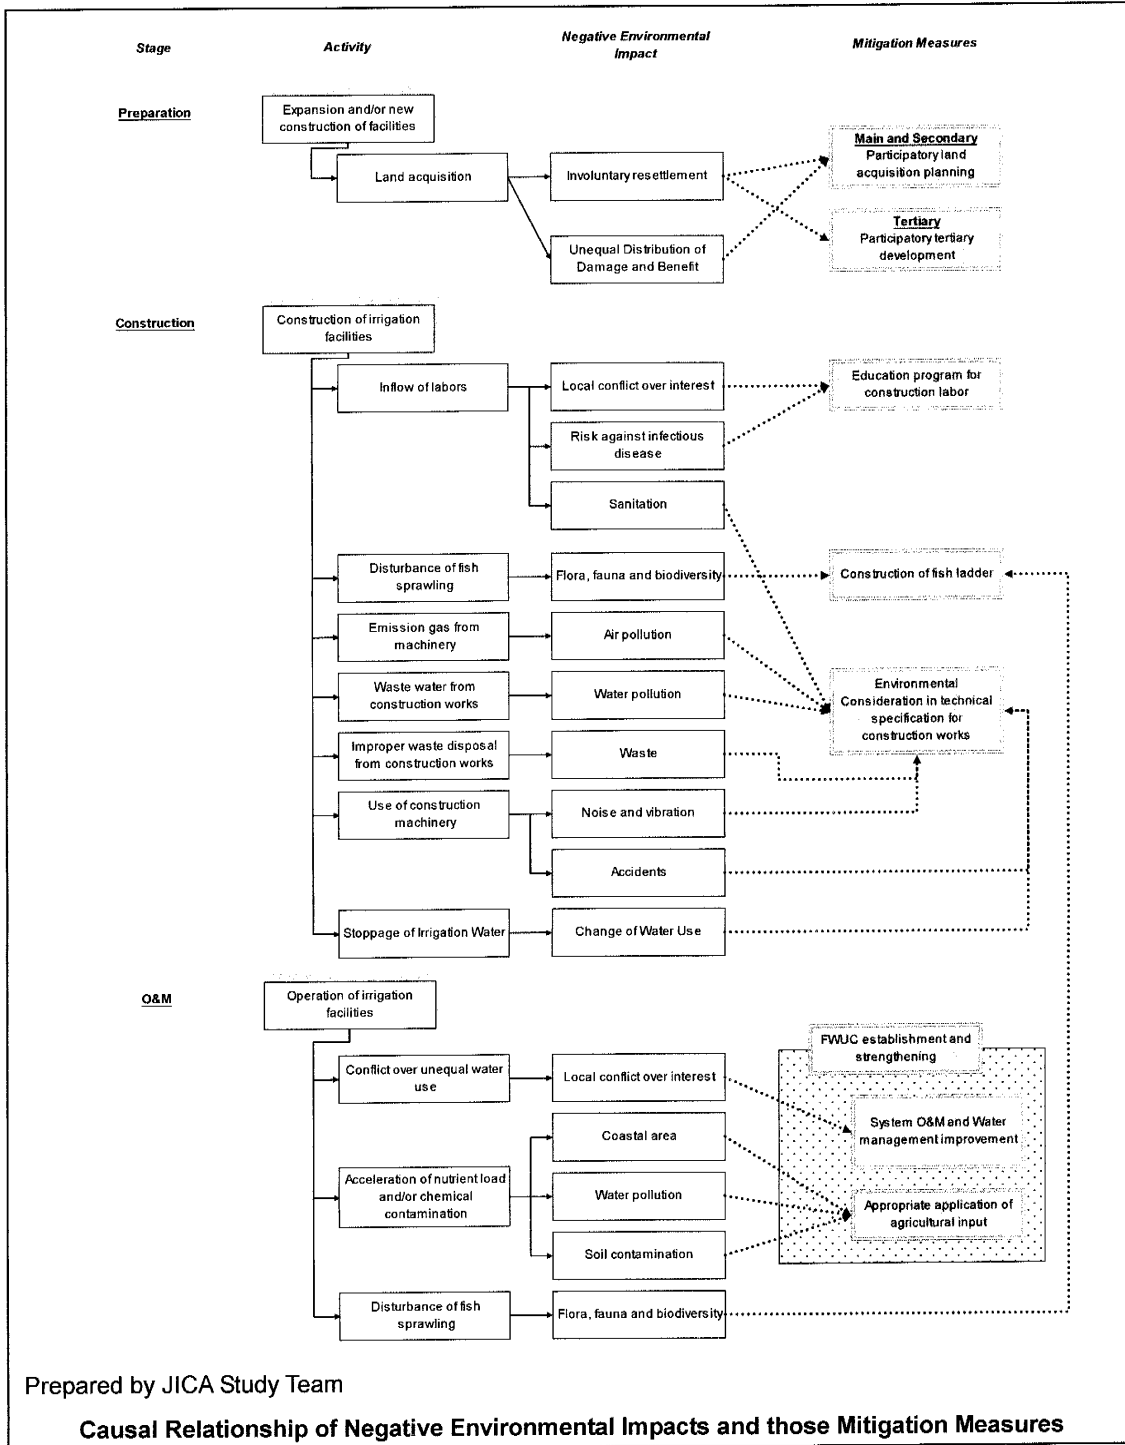 Stage
Activity
Negative Environmental
Impact
Mitigation Measures
Preparation
Expansion and/or new
construction of facilities
Land acquisition
Involuntary resettlement
Unequal Distribution of
Damage and Benefit
Main and Secondary
Participatory land
acquisition planning
Tertiary
Participatory tertiary
development
Construction
Construction of irrigation
facilities
Inflow of labors
Local conflict over interest
Risk against infectious
disease
Sanitation
Education program for
construction labor
Disturbance of fish
sprawling
Flora, fauna and biodiversity
Construction of fish ladder
Emission gas from
machinery
Air pollution
Waste water from
construction works
Water pollution
Environmental
Consideration in technical
specification for
construction works
Improper waste disposal
from construction works
Waste
Use of construction
machinery
Noise and vibration
Accidents
Stoppage of Irrigation Water
Change of Water Use
O&M
Operation of irrigation
facilities
FWUC establishment and
strengthening
Conflict over unequal water
use
Local conflict over interest
System O&M and Water
management improvement
Acceleration of nutrient load
and/or chemical
contamination
Coastal area
Water pollution
Soil contamination
Appropriate application of
agricultural input
Disturbance of fish
sprawling
Flora, fauna and biodiversity
Prepared by JICA Study Team
Causal Relationship of Negative Environmental Impacts and those Mitigation Measures